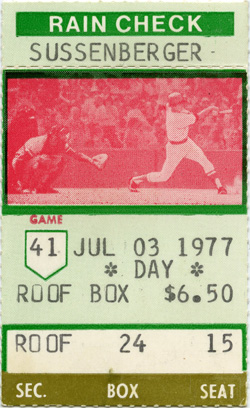 RAIN CHECK
SUSSENBERGER
GAME
41 JUL 03 1977
* DAY *
ROOF BOX $6.50
ROOF 24 15
SEC. BOX SEAT